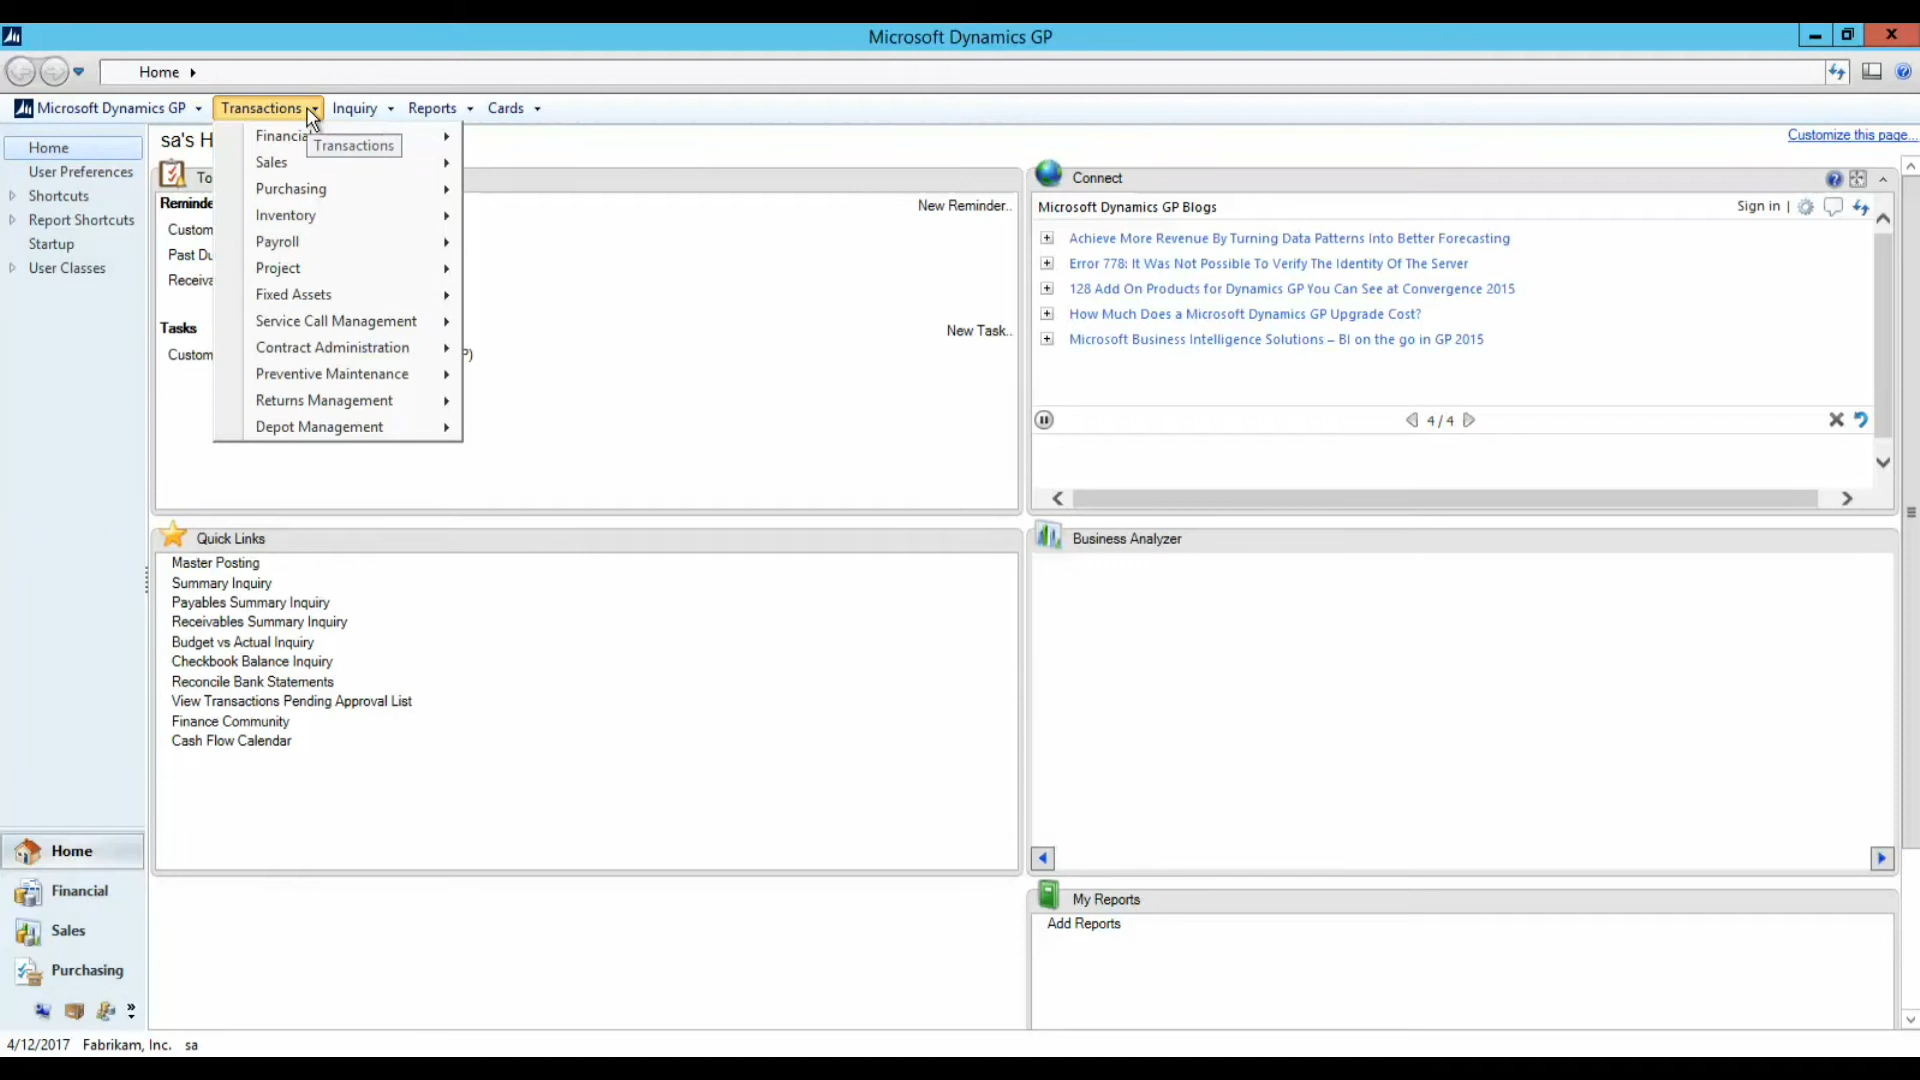 Microsoft Dynamics GP
Home
Microsoft Dynamics GP Transactions Inquiry Reports Cards
Home
User Preferences
Shortcuts
Report Shortcuts
Startup
User Classes
Financial
Transactions
Sales
Purchasing
Inventory
Payroll
Project
Fixed Assets
Service Call Management
Contract Administration
Preventive Maintenance
Returns Management
Depot Management
sa's H
To
Reminde
New Reminder..
Custom
Past Du
Receiva
Tasks
New Task..
Custom
P)
Customize this page...
Connect
Microsoft Dynamics GP Blogs
Sign in |
Achieve More Revenue By Turning Data Patterns Into Better Forecasting
Error 778: It Was Not Possible To Verify The Identity Of The Server
128 Add On Products for Dynamics GP You Can See at Convergence 2015
How Much Does a Microsoft Dynamics GP Upgrade Cost?
Microsoft Business Intelligence Solutions – BI on the go in GP 2015
4 / 4
Quick Links
Master Posting
Summary Inquiry
Payables Summary Inquiry
Receivables Summary Inquiry
Budget vs Actual Inquiry
Checkbook Balance Inquiry
Reconcile Bank Statements
View Transactions Pending Approval List
Finance Community
Cash Flow Calendar
Business Analyzer
My Reports
Add Reports
Home
Financial
Sales
Purchasing
4/12/2017 Fabrikam, Inc. sa